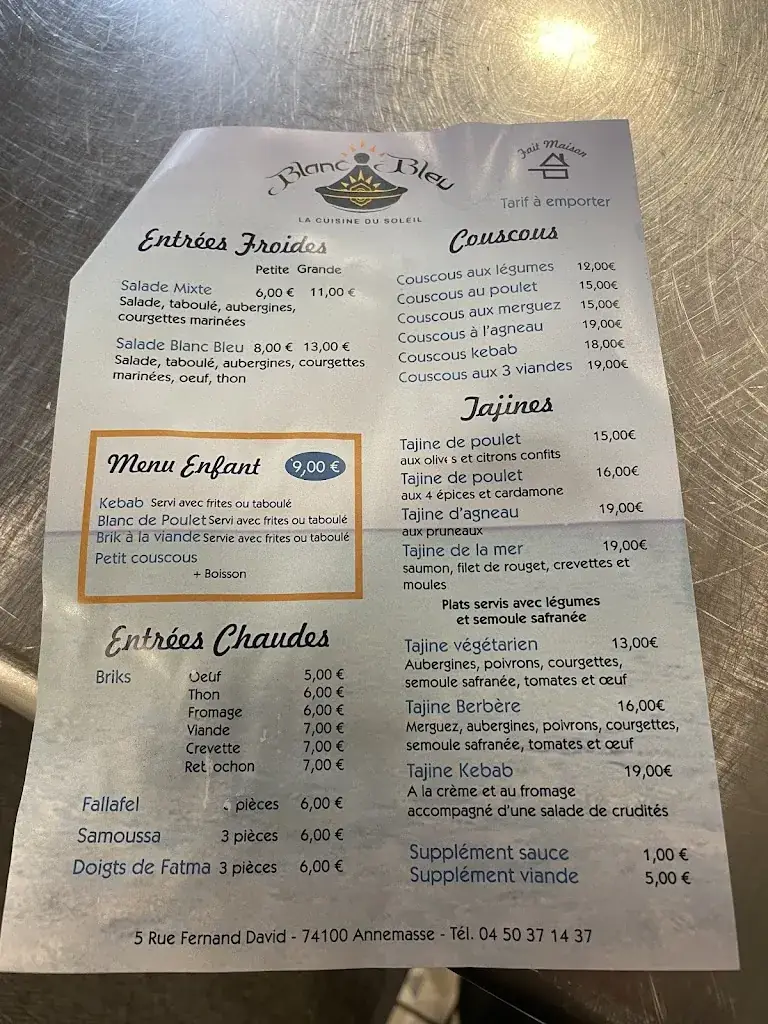 Blanc Bleu
LA CUISINE DU SOLEIL
Fait Maison
Tarif à emporter
Entrées Froides
Petite Grande
Salade Mixte 6,00 € 11,00 €
Salade, taboulé, aubergines,
courgettes marinées
Salade Blanc Bleu 8,00 € 13,00 €
Salade, taboulé, aubergines, courgettes
marinées, oeuf, thon
Menu Enfant 9,00 €
Kebab Servi avec frites ou taboulé
Blanc de Poulet Servi avec frites ou taboulé
Brik à la viande Servie avec frites ou taboulé
Petit couscous
+ Boisson
Entrées Chaudes
Briks Oeuf 5,00 €
Thon 6,00 €
Fromage 6,00 €
Viande 7,00 €
Crevette 7,00 €
7,00 €
Fallafel pièces 6,00 €
Samoussa 3 pièces 6,00 €
Doigts de Fatma 3 pièces 6,00 €
Couscous
Couscous aux légumes 12,00€
Couscous au poulet 15,00€
Couscous aux merguez 15,00€
Couscous à l'agneau 19,00€
Couscous kebab 18,00€
Couscous aux 3 viandes 19,00€
Tajines
Tajine de poulet 15,00€
aux olives et citrons confits
Tajine de poulet 16,00€
aux 4 épices et cardamone
Tajine d'agneau 19,00€
aux pruneaux
Tajine de la mer 19,00€
saumon, filet de rouget, crevettes et
moules
Plats servis avec légumes
et semoule safranée
Tajine végétarien 13,00€
Aubergines, poivrons, courgettes,
semoule safranée, tomates et œuf
Tajine Berbère 16,00€
Merguez, aubergines, poivrons, courgettes,
semoule safranée, tomates et œuf
Tajine Kebab 19,00€
A la crème et au fromage
accompagné d'une salade de crudités
Supplément sauce 1,00 €
Supplément viande 5,00 €
5 Rue Fernand David - 74100 Annemasse - Tél. 04 50 37 14 37